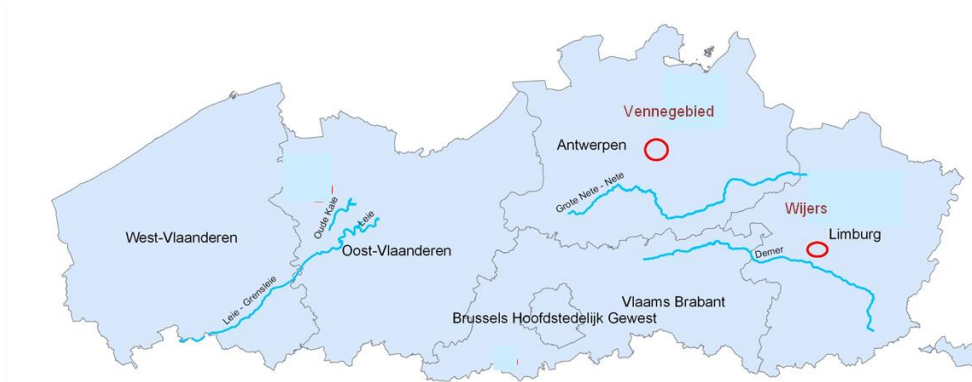 Vennegebied
Antwerpen
Grote Nete - Nete
Oude Kale
Leie
Wijers
West-Vlaanderen
Oost-Vlaanderen
Limburg
Demer
Leie - Grensleie
Vlaams Brabant
Brussels Hoofdstedelijk Gewest